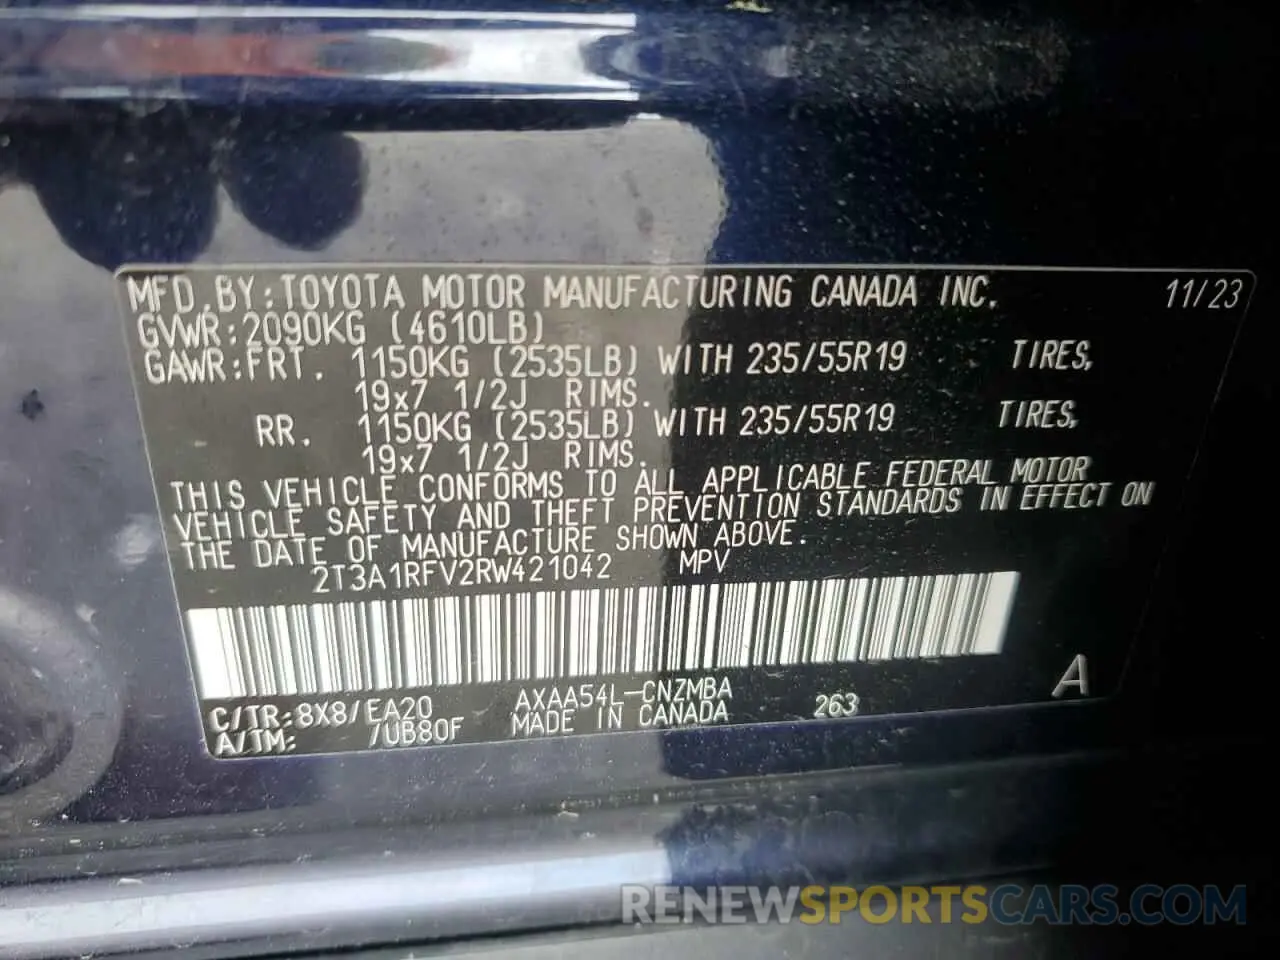 MFD.BY:TOYOTA MOTOR MANUFACTURING CANADA INC. 11/23
GVWR:2090KG (4610LB)
GAWR:FRT. 1150KG (2535LB) WITH 235/55R19 TIRES,
19x7 1/2J RIMS.
RR. 1150KG (2535LB) WITH 235/55R19 TIRES,
19x7 1/2J RIMS.
THIS VEHICLE CONFORMS TO ALL APPLICABLE FEDERAL MOTOR
VEHICLE SAFETY AND THEFT PREVENTION STANDARDS IN EFFECT ON
THE DATE OF MANUFACTURE SHOWN ABOVE.
2T3A1RFV2RW421042 MPV
C/TR:8X8/EA20 AXAA54L-CNZMBA 263 A
A/TM: /UB80F MADE IN CANADA
RENEWSPORTSCARS.COM